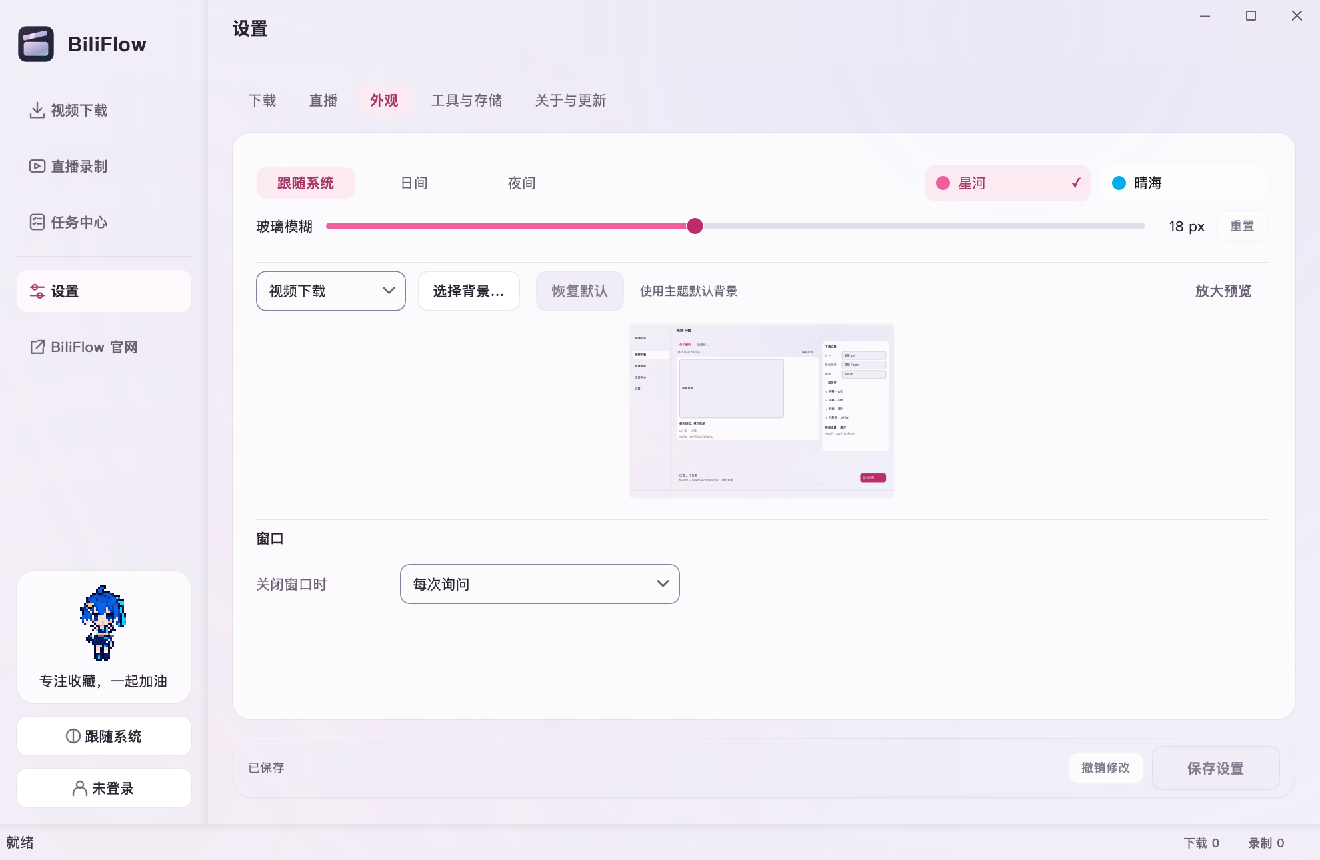 设置
BiliFlow
视频下载
直播录制
任务中心
设置
BiliFlow 官网
专注收藏，一起加油
跟随系统
未登录
下载 直播 外观 工具与存储 关于与更新
跟随系统 日间 夜间 星河 ✓ 晴海
玻璃模糊 18 px 重置
视频下载 选择背景... 恢复默认 使用主题默认背景 放大预览
窗口
关闭窗口时 每次询问
已保存 撤销修改 保存设置
就绪 下载 0 录制 0